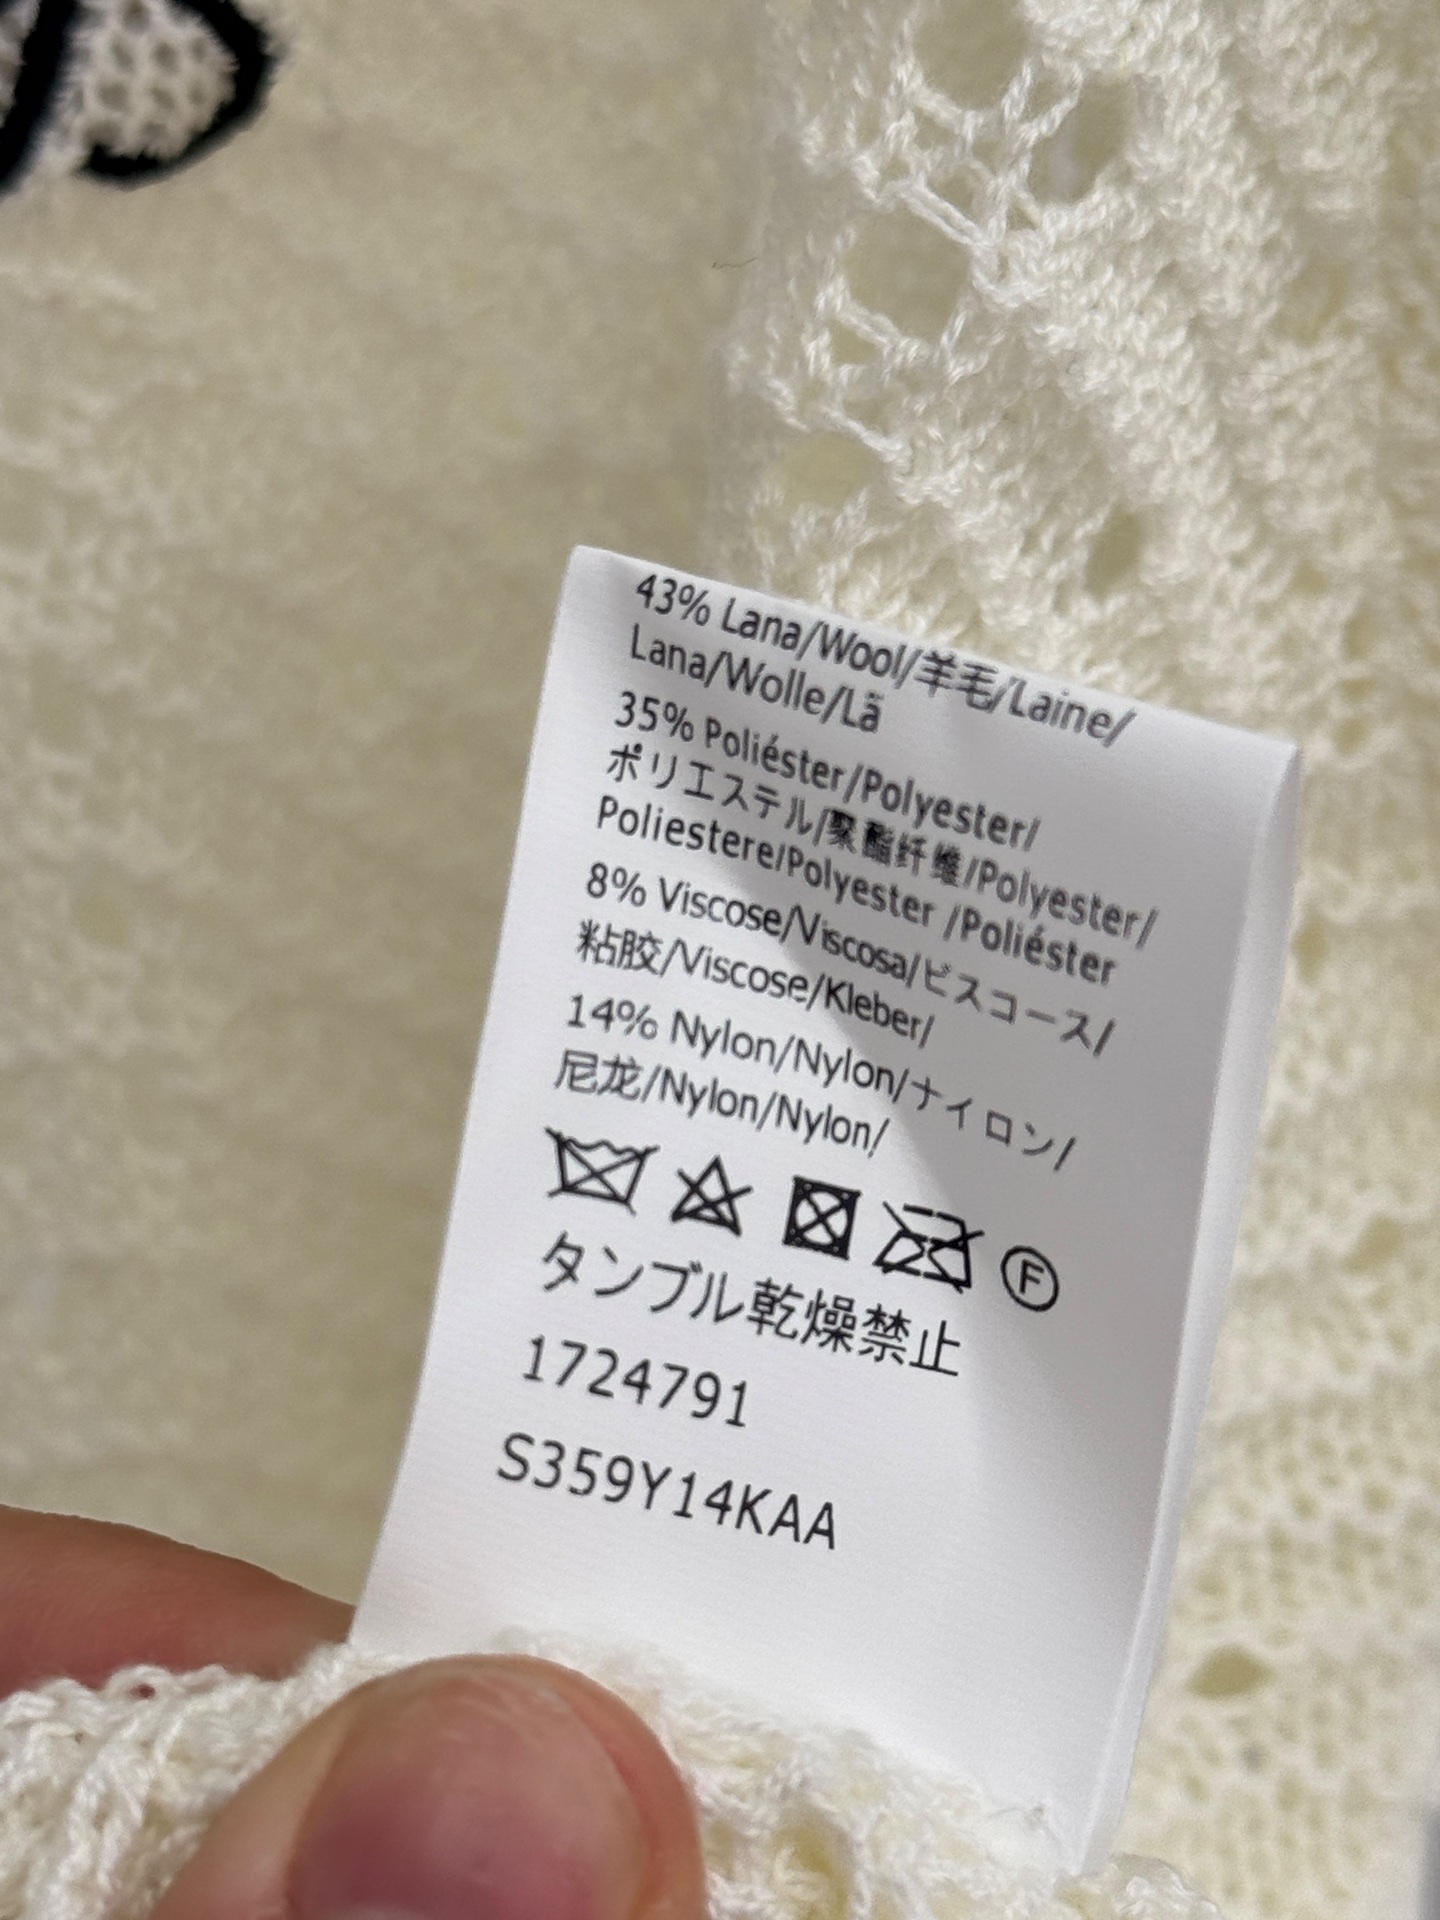 43% Lana/Wool/羊毛/Laine/
Lana/Wolle/Lã
35% Poliéster/Polyester/
ポリエステル/聚酯纤维/Polyester/
Poliestere/Polyester /Poliéster
8% Viscose/Viscosa/ビスコース/
粘胶/Viscose/Kleber/
14% Nylon/Nylon/ナイロン/
尼龙/Nylon/Nylon/
F
タンブル乾燥禁止
1724791
S359Y14KAA